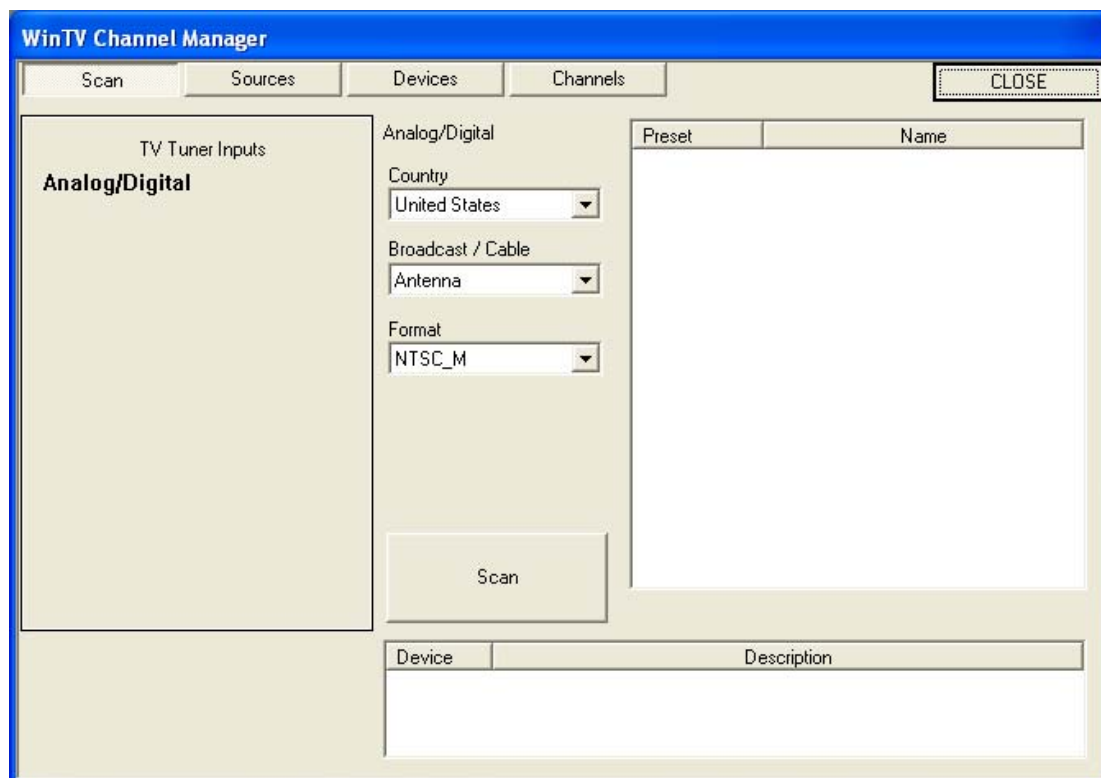 WinTV Channel Manager
Scan Sources Devices Channels CLOSE
TV Tuner Inputs
Analog/Digital
Analog/Digital
Country
United States
Broadcast / Cable
Antenna
Format
NTSC_M
Scan
Preset Name
Device Description